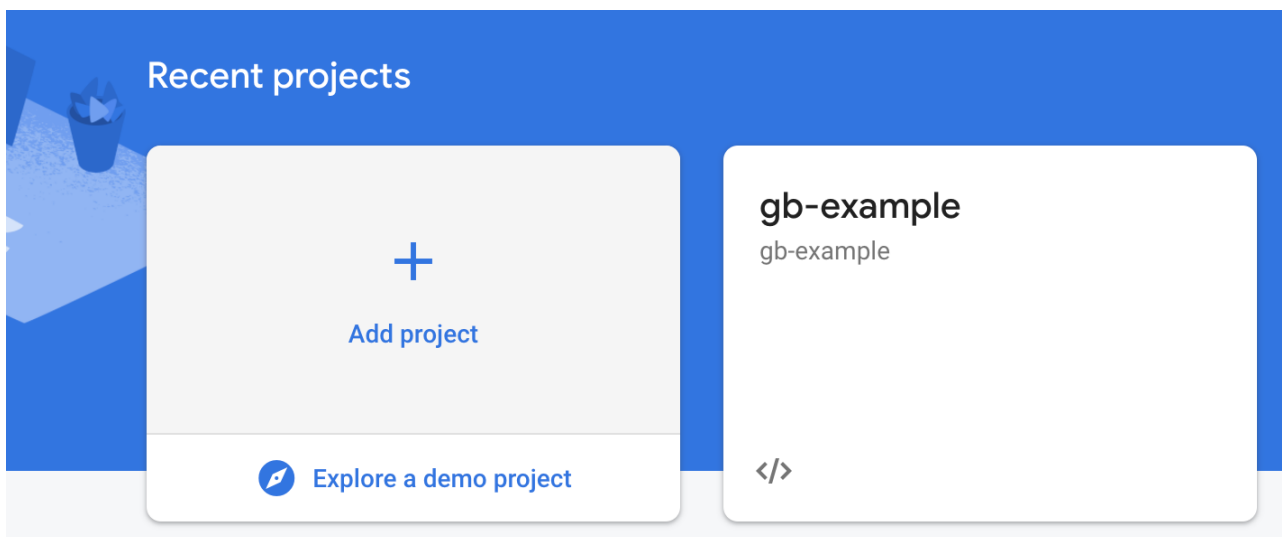 Recent projects
Add project
Explore a demo project
gb-example
gb-example